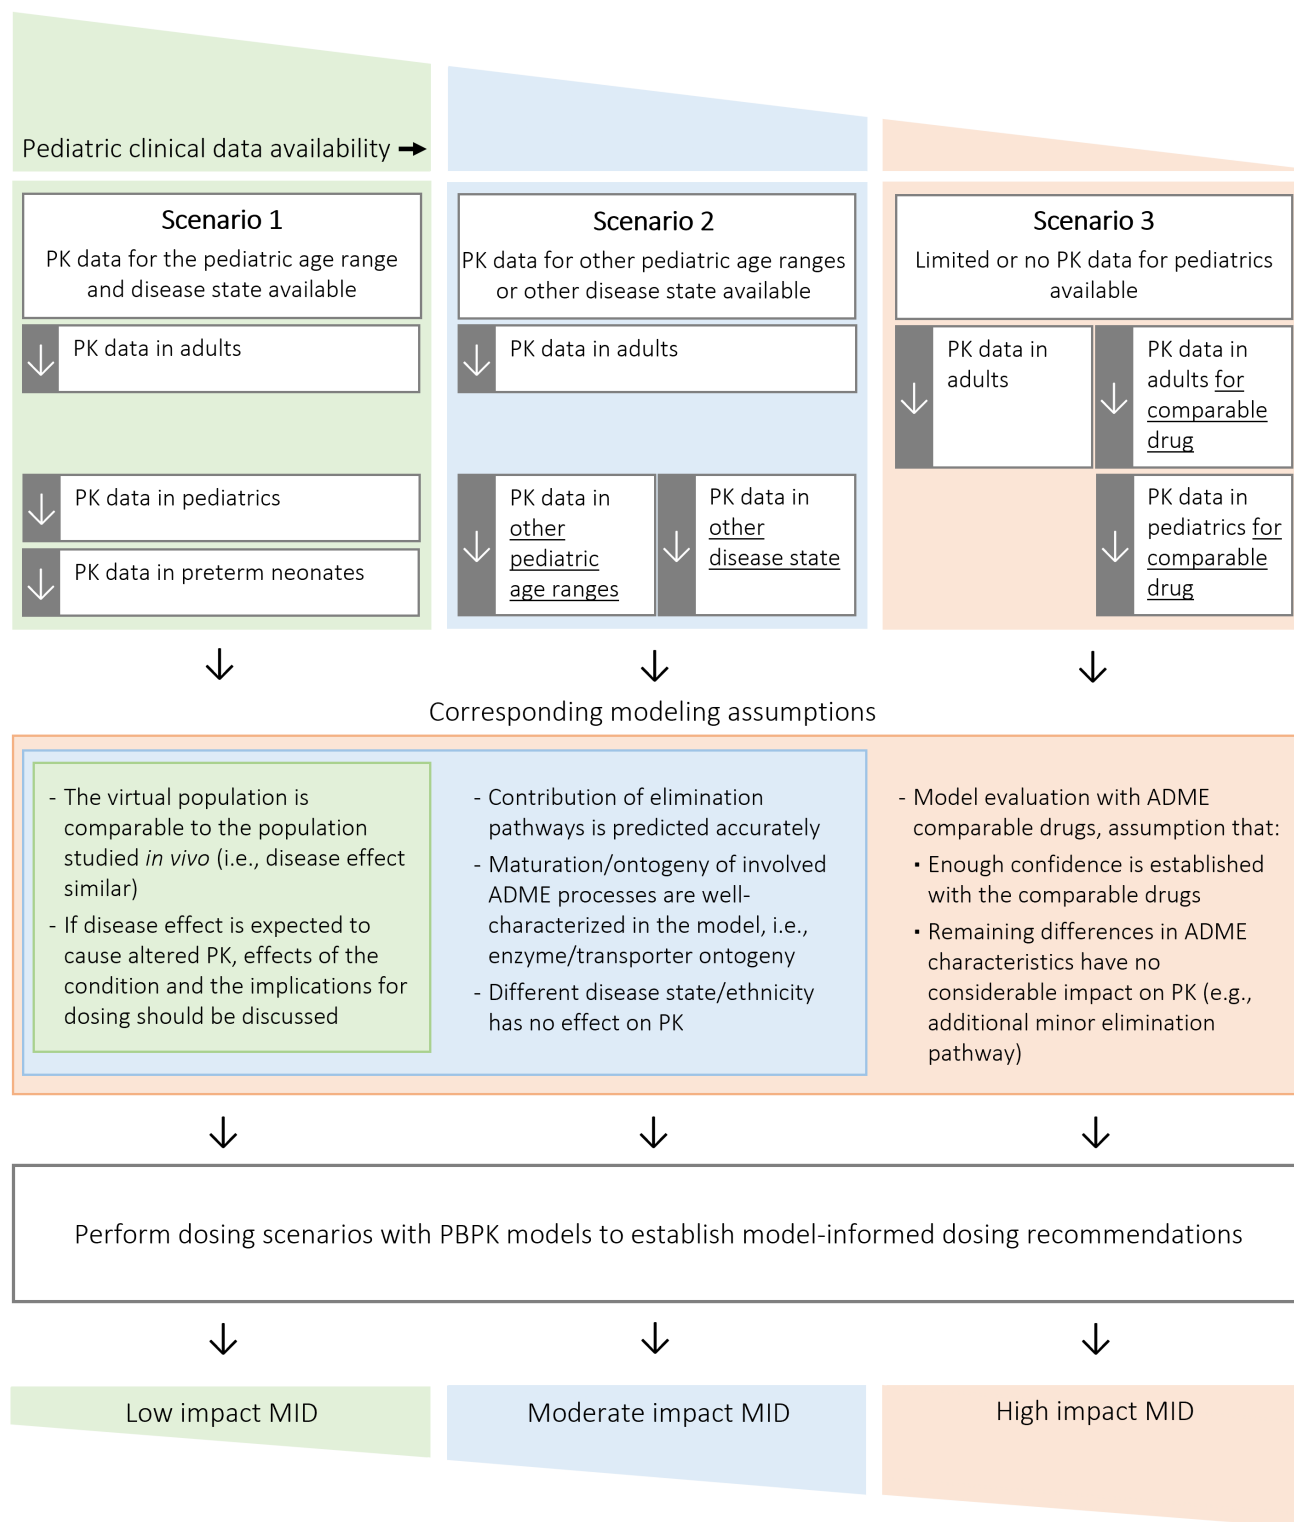 Pediatric clinical data availability
Scenario 1
PK data for the pediatric age range
and disease state available
PK data in adults
PK data in pediatrics
PK data in preterm neonates
Scenario 2
PK data for other pediatric age ranges
or other disease state available
PK data in adults
PK data in
other
pediatric
age ranges
PK data in
other
disease state
Scenario 3
Limited or no PK data for pediatrics
available
PK data in
adults
PK data in
adults for
comparable
drug
PK data in
pediatrics for
comparable
drug
Corresponding modeling assumptions
- The virtual population is
comparable to the population
studied in vivo (i.e., disease effect
similar)
- If disease effect is expected to
cause altered PK, effects of the
condition and the implications for
dosing should be discussed
- Contribution of elimination
pathways is predicted accurately
- Maturation/ontogeny of involved
ADME processes are well-
characterized in the model, i.e.,
enzyme/transporter ontogeny
- Different disease state/ethnicity
has no effect on PK
- Model evaluation with ADME
comparable drugs, assumption that:
▪ Enough confidence is established
with the comparable drugs
▪ Remaining differences in ADME
characteristics have no
considerable impact on PK (e.g.,
additional minor elimination
pathway)
Perform dosing scenarios with PBPK models to establish model-informed dosing recommendations
Low impact MID
Moderate impact MID
High impact MID